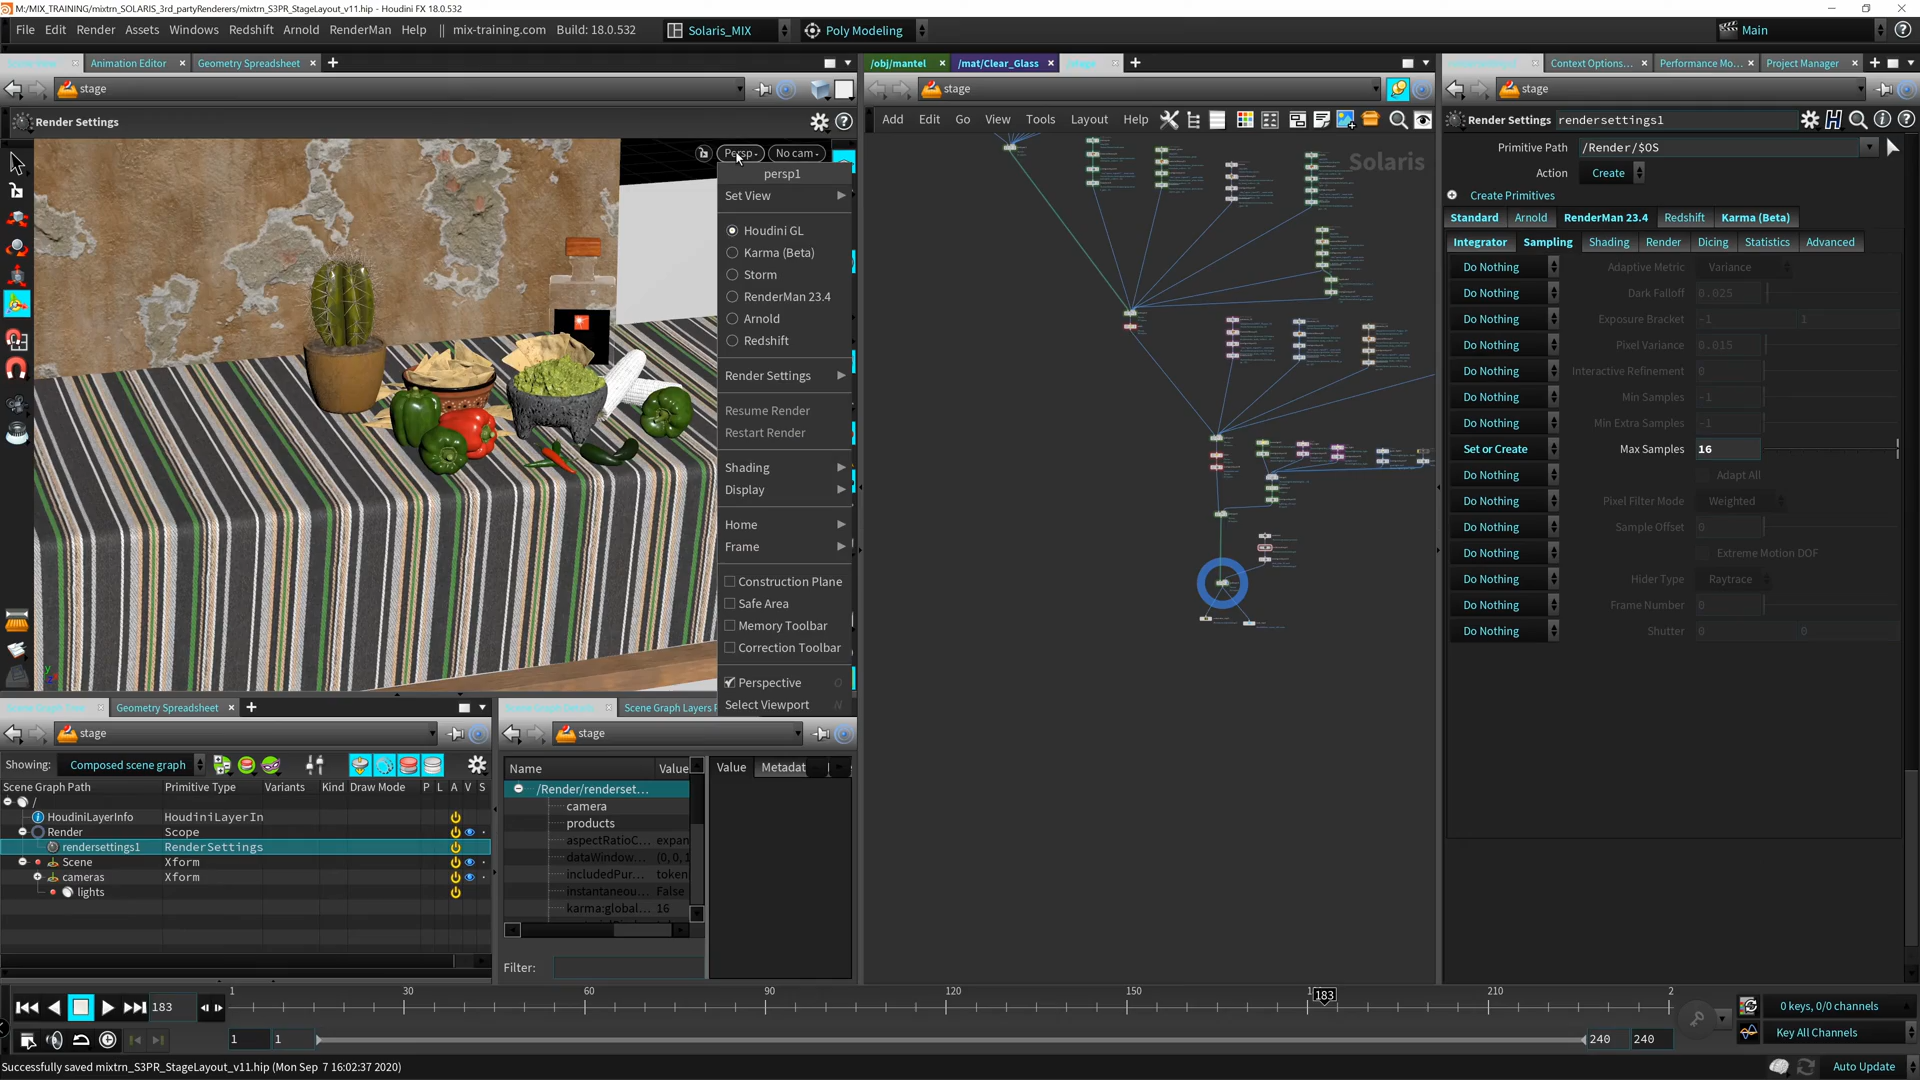 M:/MIX_TRAINING/mixtrn_SOLARIS_3rd_partyRenderers/mixtrn_S3PR_StageLayout_v11.hip - Houdini FX 18.0.532
File Edit Render Assets Windows Redshift Arnold RenderMan Help || mix-training.com Build: 18.0.532 Solaris_MIX Poly Modeling Main
Animation Editor Geometry Spreadsheet
/obj/mantel /mat/Clear_Glass
Context Options... Performance Mo... Project Manager
stage
stage
stage
Render Settings
Add Edit Go View Tools Layout Help
Render Settings rendersettings1
Persp No cam
persp1
Set View
Houdini GL
Karma (Beta)
Storm
RenderMan 23.4
Arnold
Redshift
Render Settings
Resume Render
Restart Render
Shading
Display
Home
Frame
Construction Plane
Safe Area
Memory Toolbar
Correction Toolbar
Perspective O
Select Viewport N
Solaris
Primitive Path /Render/$OS
Action Create
Create Primitives
Standard Arnold RenderMan 23.4 Redshift Karma (Beta)
Integrator Sampling Shading Render Dicing Statistics Advanced
Do Nothing Adaptive Metric Variance
Do Nothing Dark Falloff 0.025
Do Nothing Exposure Bracket -1 1
Do Nothing Pixel Variance 0.015
Do Nothing Interactive Refinement 0
Do Nothing Min Samples -1
Do Nothing Min Extra Samples -1
Set or Create Max Samples 16
Do Nothing Adapt All
Do Nothing Pixel Filter Mode Weighted
Do Nothing Sample Offset 0
Do Nothing Extreme Motion DOF
Do Nothing Hider Type Raytrace
Do Nothing Frame Number 0
Do Nothing Shutter 0 0
Scene Graph Tree Geometry Spreadsheet
stage
Showing: Composed scene graph
Scene Graph Path Primitive Type Variants Kind Draw Mode P L A V S
/
HoudiniLayerInfo HoudiniLayerIn
Render Scope
rendersettings1 RenderSettings
Scene Xform
cameras Xform
lights
Scene Graph Details Scene Graph Layers
stage
Name Value
/Render/renderset...
camera
products
aspectRatioC... expan
dataWindow... (0, 0, 1
includedPur... token
instantaneou... False
karma:global... 16
Value Metadat
Filter:
183
1 30 60 90 120 150 183 210 2
1 1 240 240
0 keys, 0/0 channels
Key All Channels
Successfully saved mixtrn_S3PR_StageLayout_v11.hip (Mon Sep 7 16:02:37 2020)
Auto Update